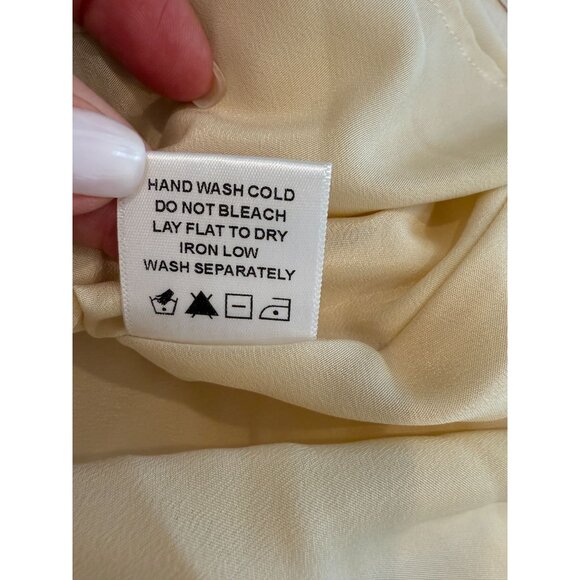 HAND WASH COLD
DO NOT BLEACH
LAY FLAT TO DRY
IRON LOW
WASH SEPARATELY